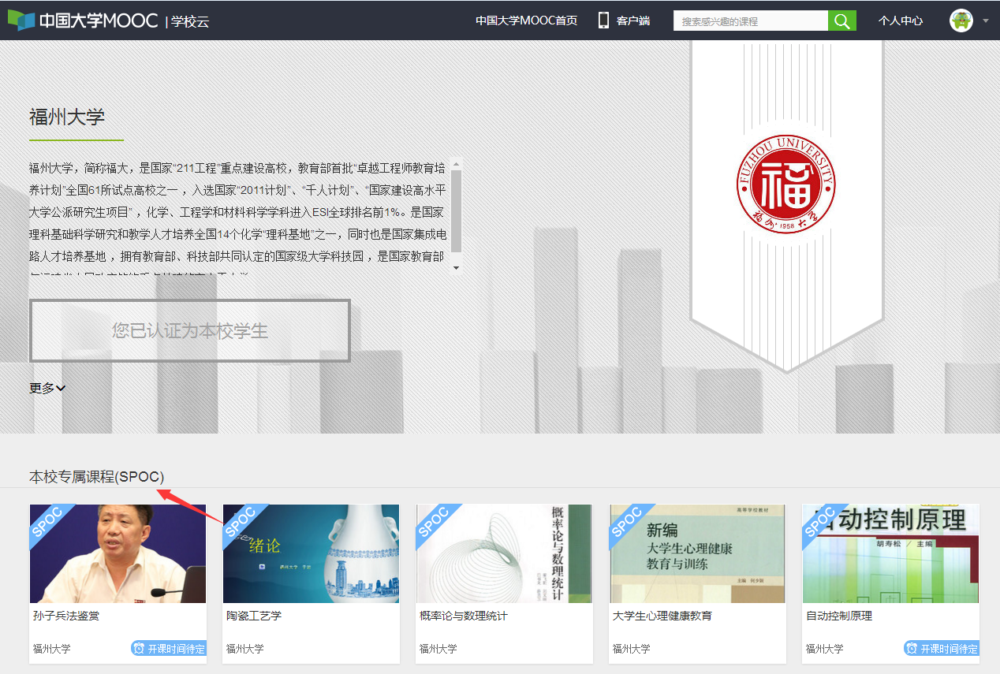 中国大学MOOC | 学校云
中国大学MOOC首页
客户端
搜索感兴趣的课程
个人中心
福州大学
福州大学，简称福大，是国家“211工程”重点建设高校，教育部首批“卓越工程师教育培
养计划”全国61所试点高校之一 ，入选国家“2011计划”、“千人计划”、“国家建设高水平
大学公派研究生项目” ，化学、工程学和材料科学学科进入ESI全球排名前1%。是国家
理科基础科学研究和教学人才培养全国14个化学“理科基地”之一，同时也是国家集成电
路人才培养基地 ，拥有教育部、科技部共同认定的国家级大学科技园 ，是国家教育部
FUZHOU UNIVERSITY
福
福州大学
1958
您已认证为本校学生
更多
本校专属课程(SPOC)
SPOC
孙子兵法鉴赏
福州大学
开课时间待定
SPOC
绪论
福州大学
陶瓷工艺学
福州大学
SPOC
概率论与数理统计
概率论与数理统计
福州大学
SPOC
高等学校教材
新编
大学生心理健康
教育与训练
主编
大学生心理健康教育
福州大学
SPOC
自动控制原理
胡寿松 / 主编
自动控制原理
福州大学
开课时间待定